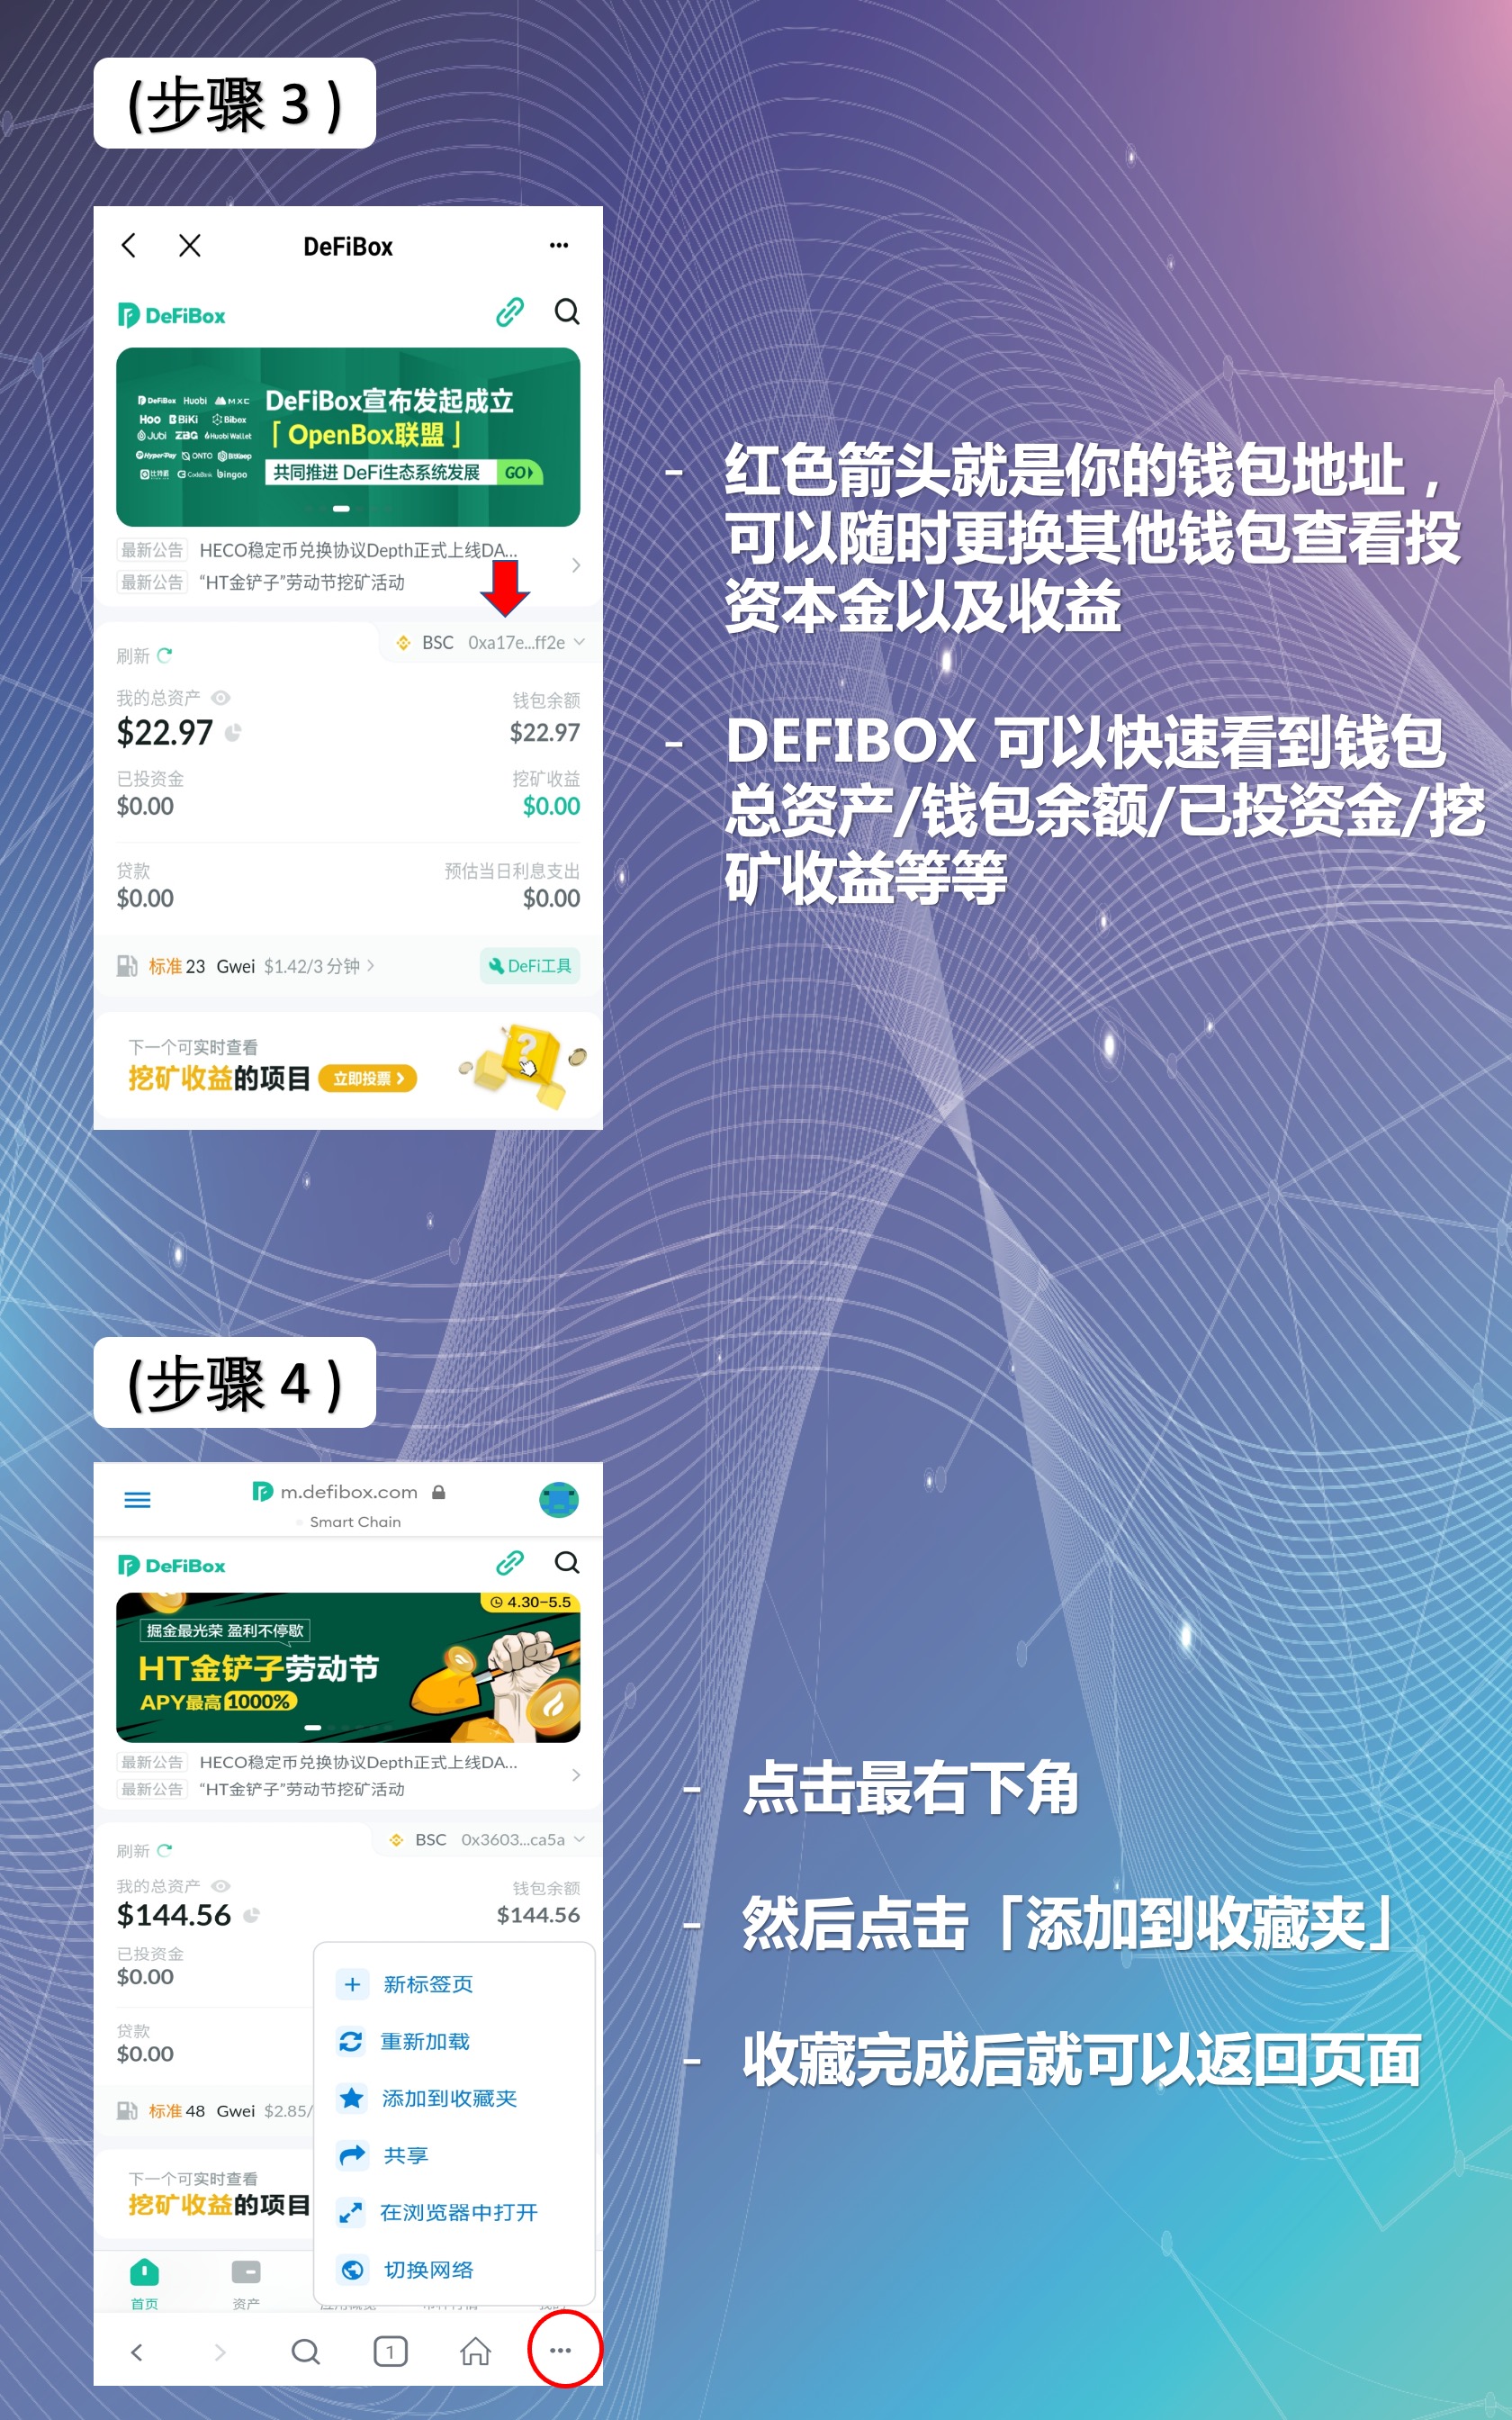 (步骤 3 )
DeFiBox
DeFiBox
DeFiBox Huobi MXC
Hoo BiKi Bibox
Jubi ZBG Huobi Wallet
HyperPay ONTO BitKeep
CoinBene bingoo
DeFiBox宣布发起成立
「 OpenBox联盟 」
共同推进 DeFi生态系统发展 GO
最新公告 HECO稳定币兑换协议Depth正式上线DA...
最新公告 “HT金铲子”劳动节挖矿活动
刷新
BSC 0xa17e...ff2e
我的总资产
钱包余额
$22.97
$22.97
已投资金
挖矿收益
$0.00
$0.00
贷款
预估当日利息支出
$0.00
$0.00
标准 23 Gwei $1.42/3 分钟
DeFi工具
下一个可实时查看
挖矿收益的项目 立即投票
- 红色箭头就是你的钱包地址，
可以随时更换其他钱包查看投
资本金以及收益
- DEFIBOX 可以快速看到钱包
总资产/钱包余额/已投资金/挖
矿收益等等
(步骤 4 )
m.defibox.com
Smart Chain
DeFiBox
4.30-5.5
掘金最光荣 盈利不停歇
HT金铲子劳动节
APY最高 1000%
最新公告 HECO稳定币兑换协议Depth正式上线DA...
最新公告 “HT金铲子”劳动节挖矿活动
刷新
BSC 0x3603...ca5a
我的总资产
钱包余额
$144.56
$144.56
已投资金
$0.00
贷款
$0.00
标准 48 Gwei $2.85/
下一个可实时查看
挖矿收益的项目
新标签页
重新加载
添加到收藏夹
共享
在浏览器中打开
切换网络
首页
资产
1
- 点击最右下角
- 然后点击「添加到收藏夹」
- 收藏完成后就可以返回页面